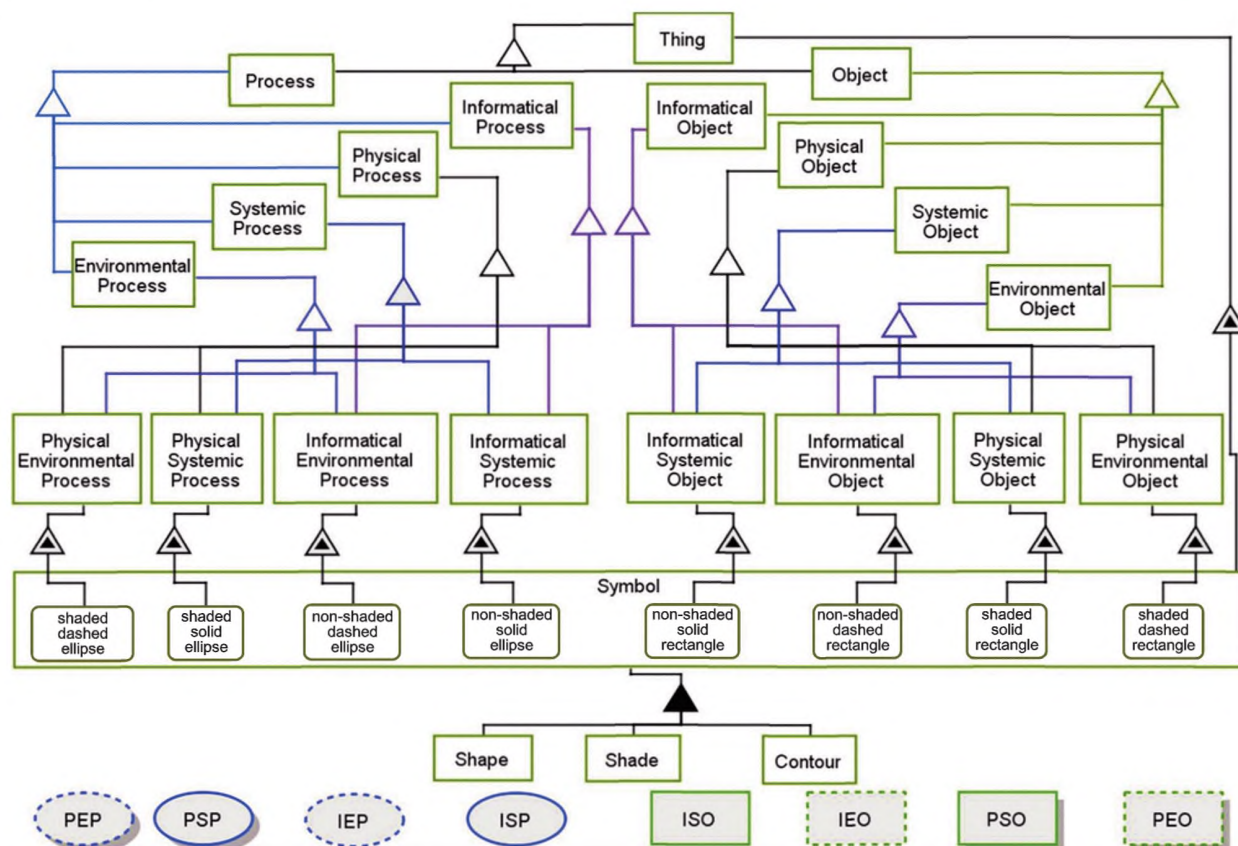 Thing
Process
Object
Informatical
Process
Informatical
Object
Physical
Process
Physical
Object
Systemic
Process
Systemic
Object
Environmental
Process
Environmental
Object
Physical
Environmental
Process
Physical
Systemic
Process
Informatical
Environmental
Process
Informatical
Systemic
Process
Informatical
Systemic
Object
Informatical
Environmental
Object
Physical
Systemic
Object
Physical
Environmental
Object
Symbol
shaded
dashed
ellipse
shaded
solid
ellipse
non-shaded
dashed
ellipse
non-shaded
solid
ellipse
non-shaded
solid
rectangle
non-shaded
dashed
rectangle
shaded
solid
rectangle
shaded
dashed
rectangle
Shape
Shade
Contour
PEP
PSP
IEP
ISP
ISO
IEO
PSO
PEO